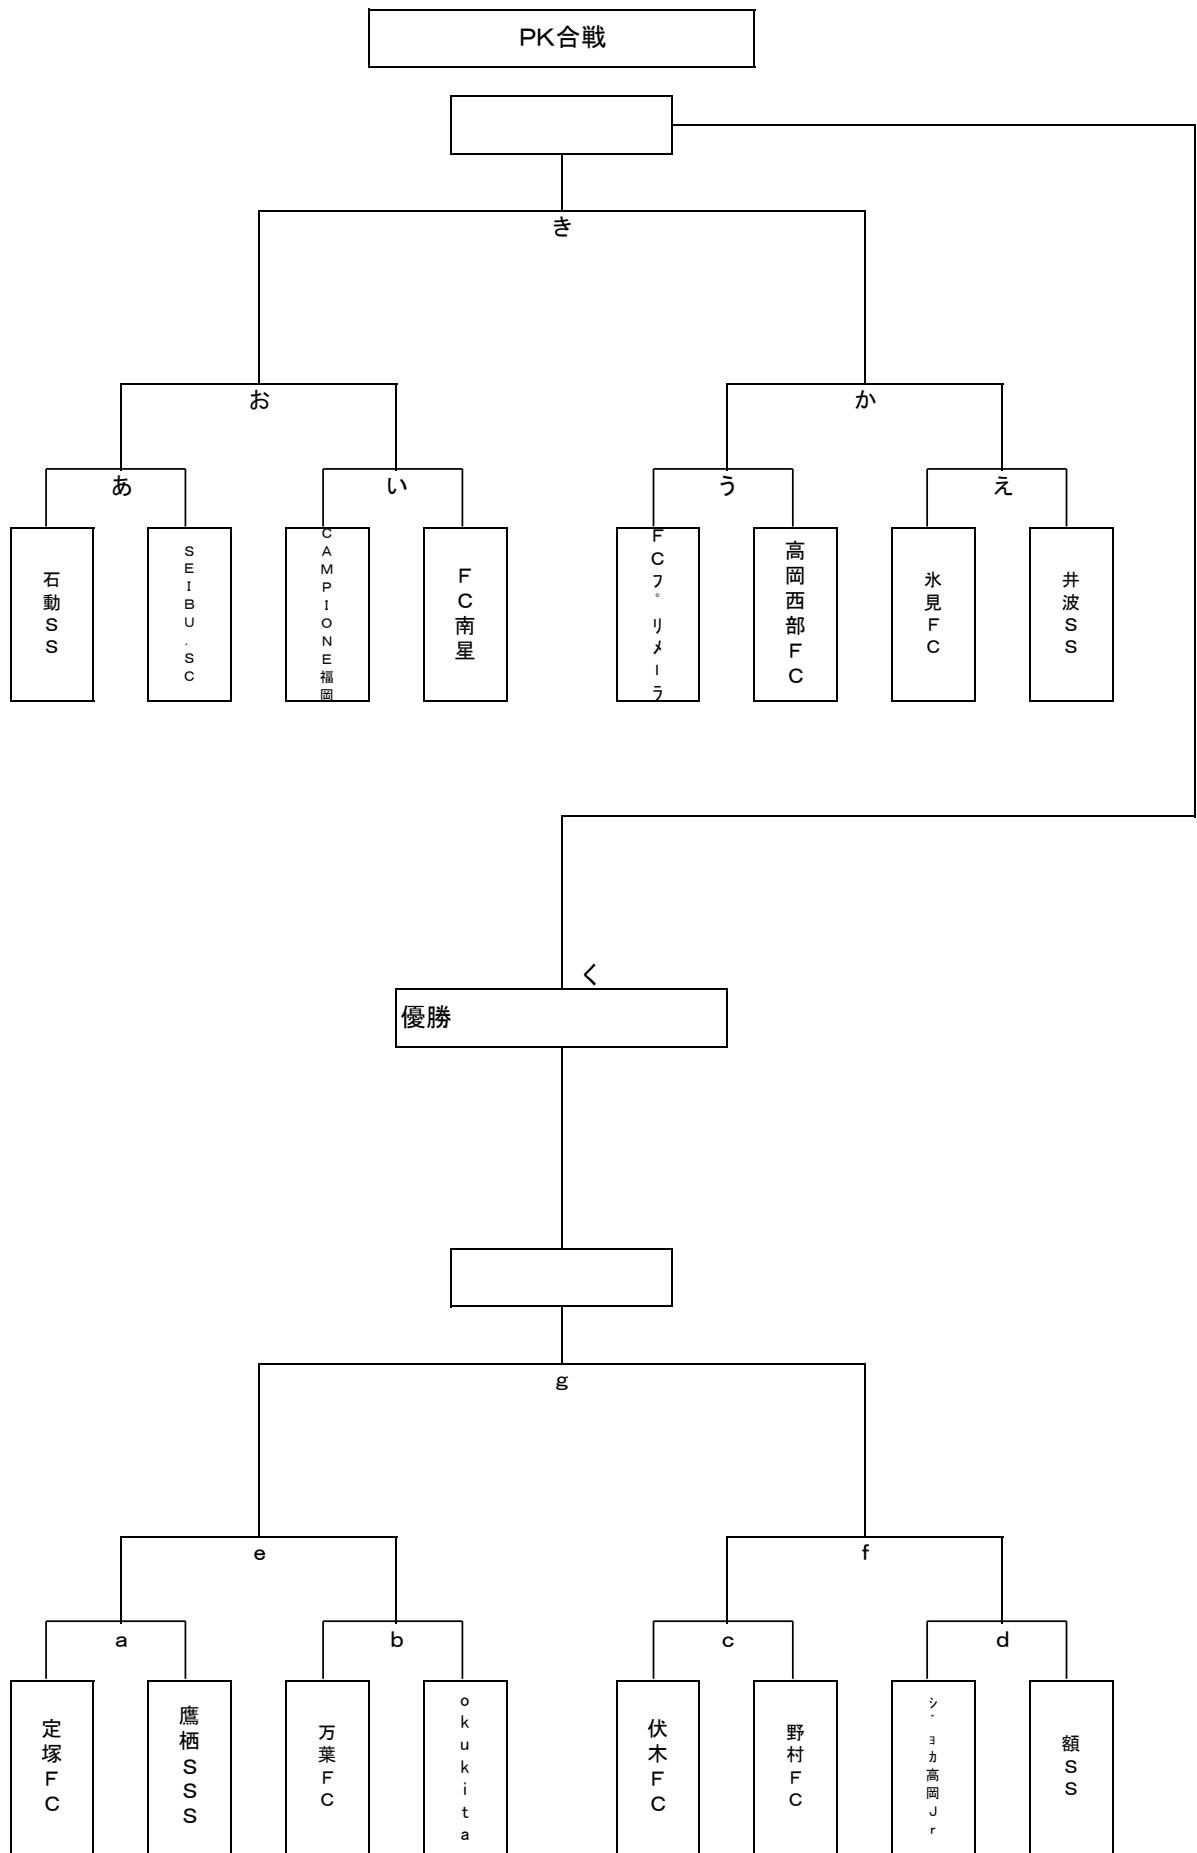 PK合戦
き
お
か
あ
い
う
え
石動SS
SEIBU.SC
CAMPIONE福岡
FC南星
FCプリメーラ
高岡西部FC
氷見FC
井波SS
く
優勝
g
e
f
a
b
c
d
定塚FC
鷹栖SSS
万葉FC
okukita
伏木FC
野村FC
ジョカ高岡Jr
額SS